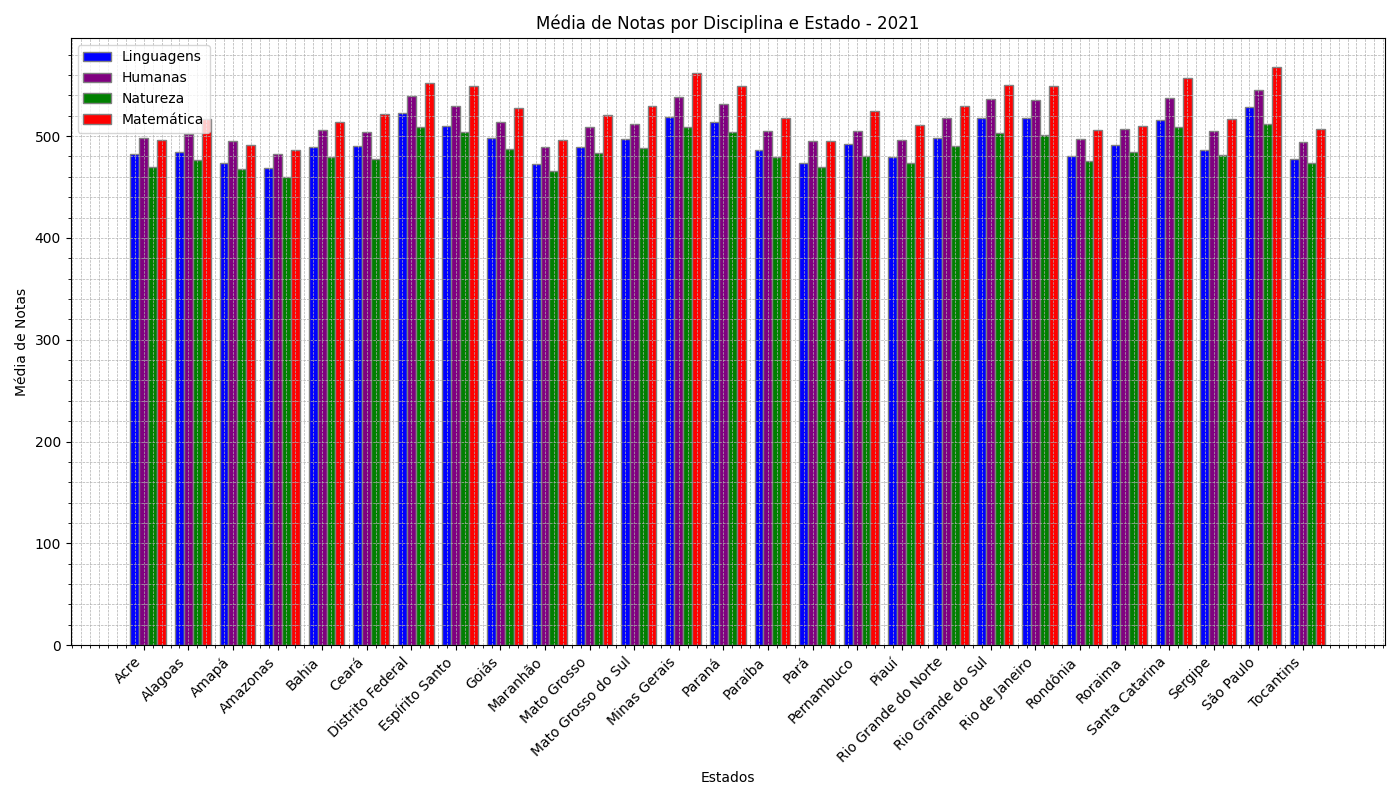 Média de Notas por Disciplina e Estado - 2021
Linguagens
Humanas
Natureza
Matemática
Média de Notas
500
400
300
200
100
0
Acre
Alagoas
Amapá
Amazonas
Bahia
Ceará
Distrito Federal
Espírito Santo
Goiás
Maranhão
Mato Grosso
Mato Grosso do Sul
Minas Gerais
Paraná
Paraíba
Pará
Pernambuco
Piauí
Rio Grande do Norte
Rio Grande do Sul
Rio de Janeiro
Rondônia
Roraima
Santa Catarina
Sergipe
São Paulo
Tocantins
Estados